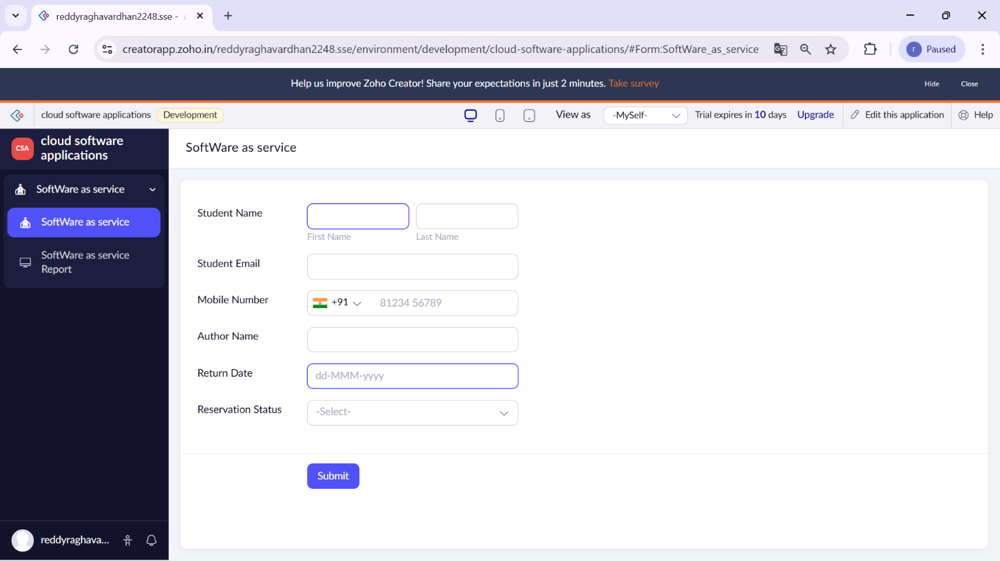 reddyraghavardhan2248.sse -
creatorapp.zoho.in/reddyraghavardhan2248.sse/environment/development/cloud-software-applications/#Form:SoftWare_as_service
r Paused
Help us improve Zoho Creator! Share your expectations in just 2 minutes. Take survey
Hide Close
cloud software applications Development
View as -MySelf- Trial expires in 10 days Upgrade Edit this application Help
CSA
cloud software
applications
SoftWare as service
SoftWare as service
SoftWare as service
Report
reddyraghava...
SoftWare as service
Student Name
First Name Last Name
Student Email
Mobile Number +91 81234 56789
Author Name
Return Date dd-MMM-yyyy
Reservation Status -Select-
Submit